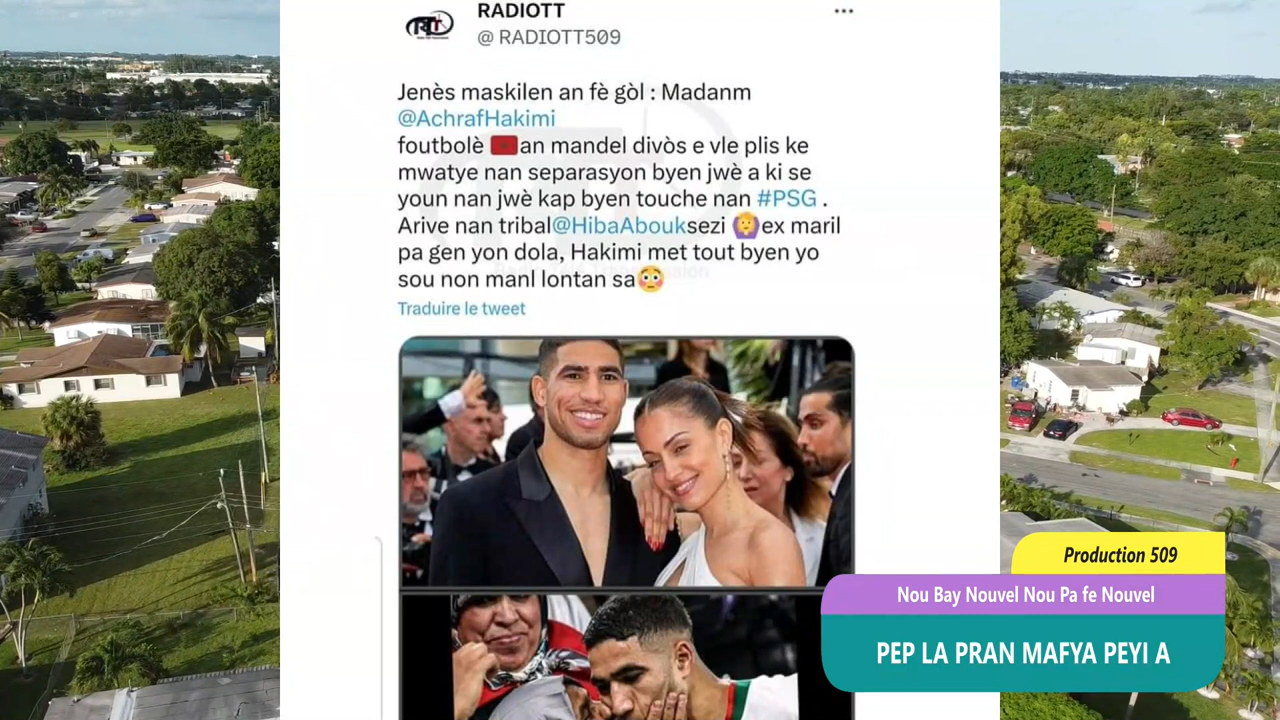 RADIOTT
@ RADIOTT509
Jenès maskilen an fè gòl : Madanm
@AchrafHakimi
foutbolè 🇲🇦an mandel divòs e vle plis ke
mwatye nan separasyon byen jwè a ki se
youn nan jwè kap byen touche nan #PSG .
Arive nan tribal@HibaAbouksezi 🙆‍♀️ex maril
pa gen yon dola, Hakimi met tout byen yo
sou non manl lontan sa😳
Traduire le tweet
Production 509
Nou Bay Nouvel Nou Pa fe Nouvel
PEP LA PRAN MAFYA PEYI A